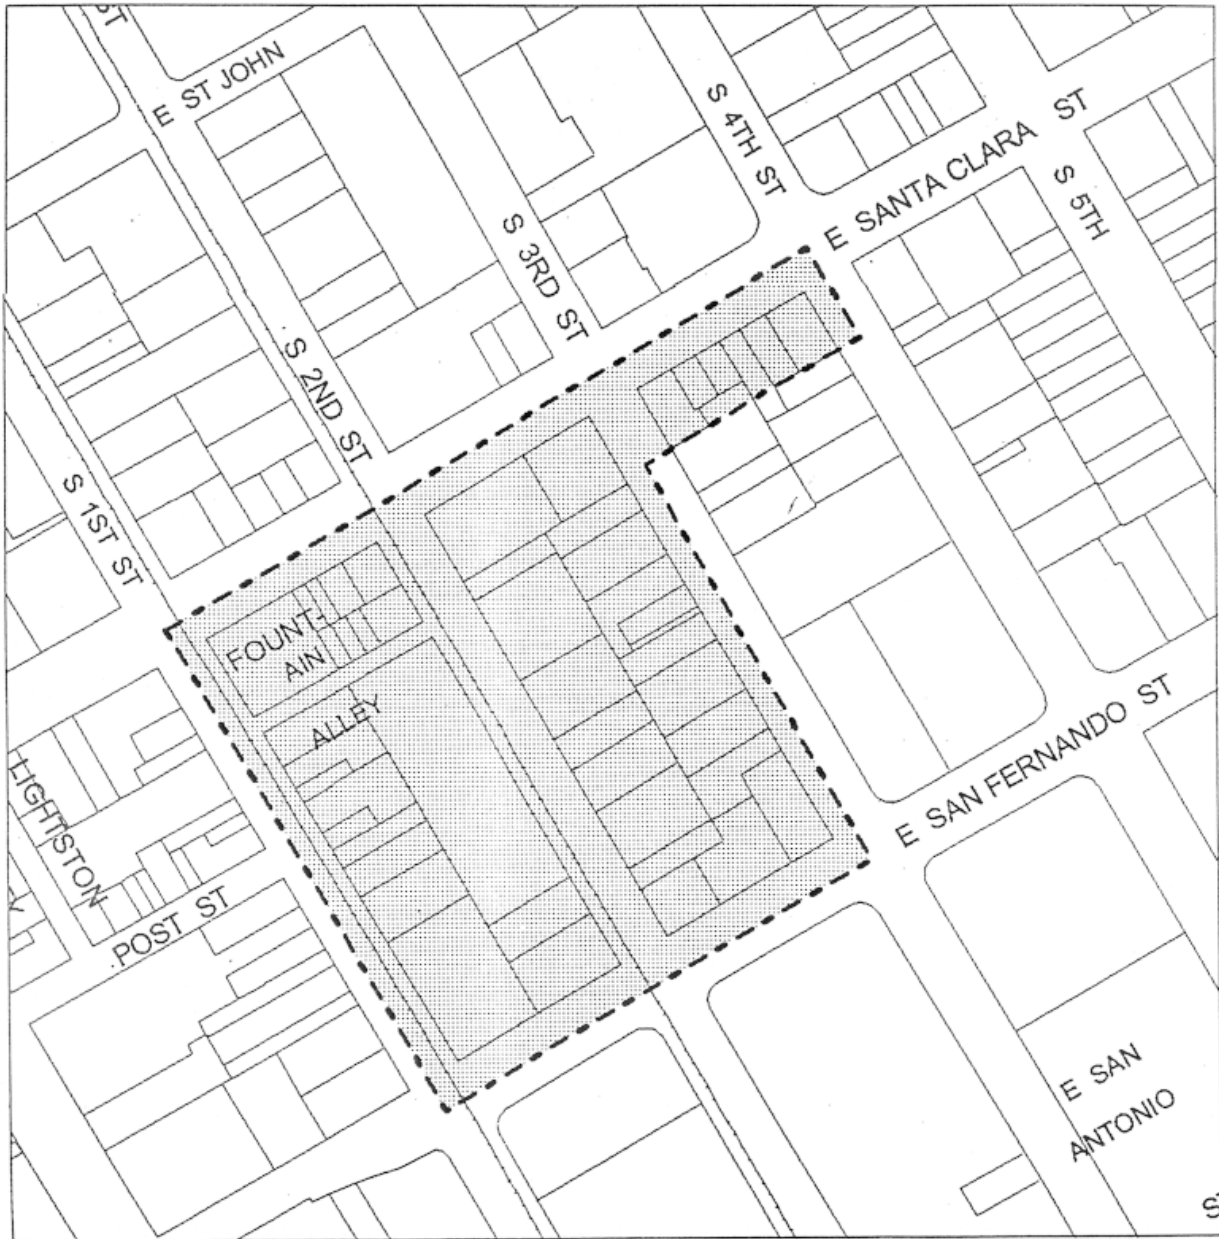 ST
E ST JOHN
S 4TH ST
E SANTA CLARA ST
S 5TH
S 3RD ST
S 2ND ST
S 1ST ST
FOUNT-
AIN
ALLEY
LIGHTSTON
POST ST
E SAN FERNANDO ST
E SAN
ANTONIO